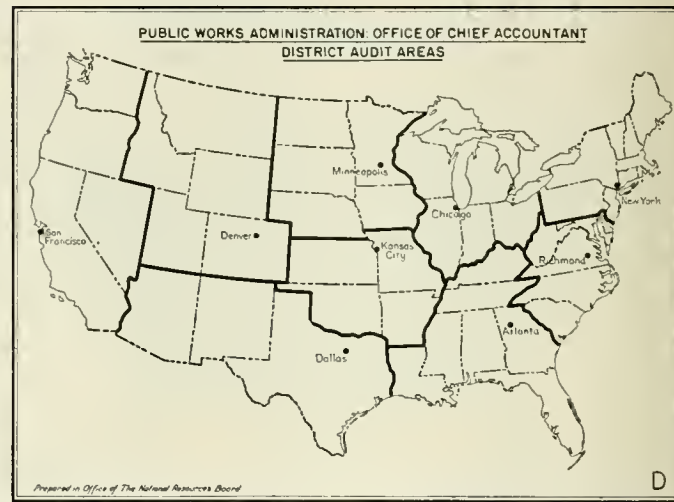 PUBLIC WORKS ADMINISTRATION: OFFICE OF CHIEF ACCOUNTANT
DISTRICT AUDIT AREAS
Minneapolis
New York
Chicago
San
Francisco
Denver
Kansas
City
Richmond
Atlanta
Dallas
Prepared in Office of The National Resources Board
D